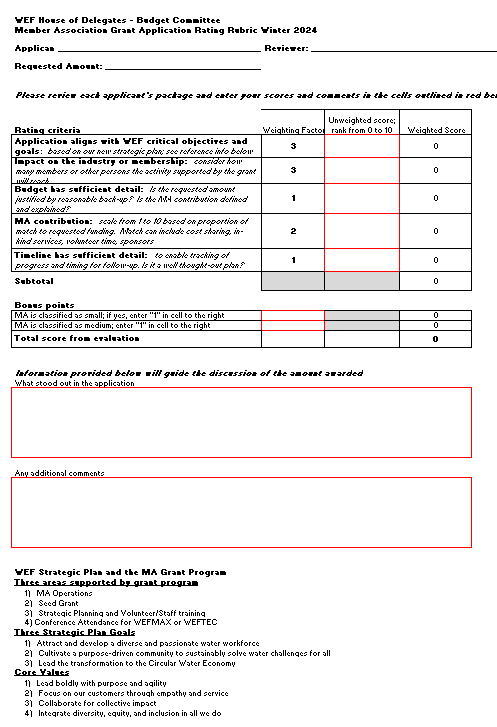 WEF House of Delegates - Budget Committee
Member Association Grant Application Rating Rubric Winter 2024
Applican Reviewer:
Requested Amount:
Please review each applicant's package and enter your scores and comments in the cells outlined in red be
Rating criteria Weighting Factor Unweighted score; rank from 0 to 10 Weighted Score
Application aligns with WEF critical objectives and
goals: based on our new strategic plan; see reference info below 3 0
Impact on the industry or membership: consider how
many members or other persons the activity supported by the grant
will reach 3 0
Budget has sufficient detail: Is the requested amount
justified by reasonable back-up? Is the MA contribution defined
and explained? 1 0
MA contribution: scale from 1 to 10 based on proportion of
match to requested funding. Match can include cost sharing, in-
kind services, volunteer time, sponsors 2 0
Timeline has sufficient detail: to enable tracking of
progress and timing for follow-up. Is it a well thought-out plan? 1 0
Subtotal 0
Bonus points
MA is classified as small; if yes, enter "1" in cell to the right 0
MA is classified as medium; enter "1" in cell to the right 0
Total score from evaluation 0
Information provided below will guide the discussion of the amount awarded
What stood out in the application
Any additional comments
WEF Strategic Plan and the MA Grant Program
Three areas supported by grant program
1) MA Operations
2) Seed Grant
3) Strategic Planning and Volunteer/Staff training
4) Conference Attendance for WEFMAX or WEFTEC
Three Strategic Plan Goals
1) Attract and develop a diverse and passionate water workforce
2) Cultivate a purpose-driven community to sustainably solve water challenges for all
3) Lead the transformation to the Circular Water Economy
Core Values
1) Lead boldly with purpose and agility
2) Focus on our customers through empathy and service
3) Collaborate for collective impact
4) Integrate diversity, equity, and inclusion in all we do